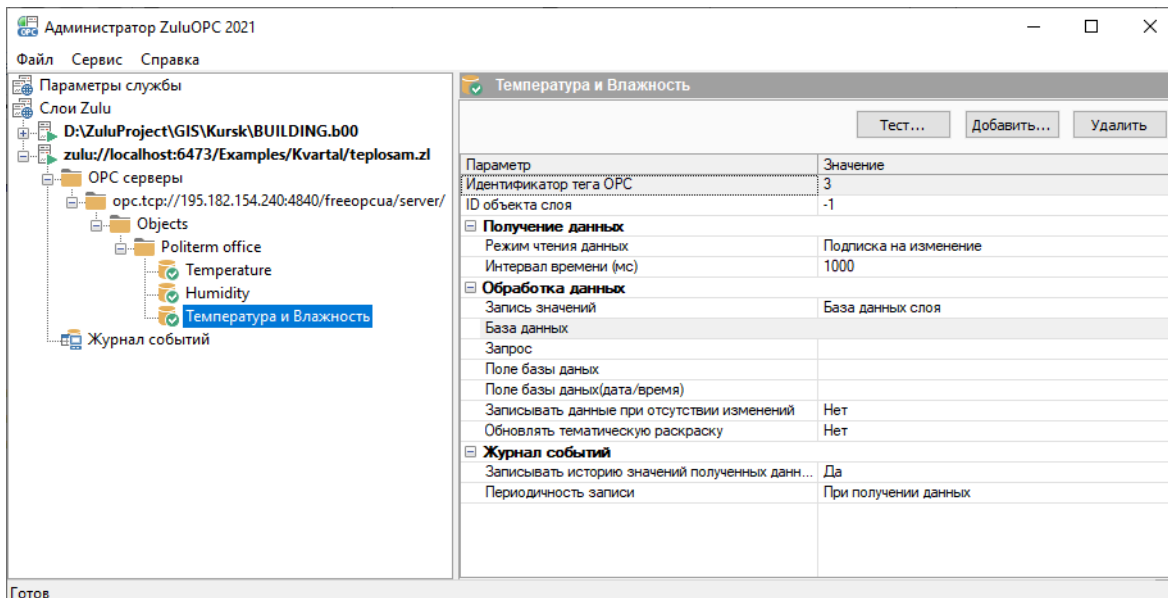 Администратор ZuluOPC 2021
Файл Сервис Справка
Параметры службы
Слои Zulu
D:\ZuluProject\GIS\Kursk\BUILDING.b00
zulu://localhost:6473/Examples/Kvartal/teplosam.zl
OPC серверы
opc.tcp://195.182.154.240:4840/freeopcua/server/
Objects
Politerm office
Temperature
Humidity
Температура и Влажность
Журнал событий
Температура и Влажность
Тест... Добавить... Удалить
Параметр Значение
Идентификатор тега OPC 3
ID объекта слоя -1
Получение данных
Режим чтения данных Подписка на изменение
Интервал времени (мс) 1000
Обработка данных
Запись значений База данных слоя
База данных
Запрос
Поле базы даных
Поле базы даных(дата/время)
Записывать данные при отсутствии изменений Нет
Обновлять тематическую раскраску Нет
Журнал событий
Записывать историю значений полученных данн... Да
Периодичность записи При получении данных
Готов